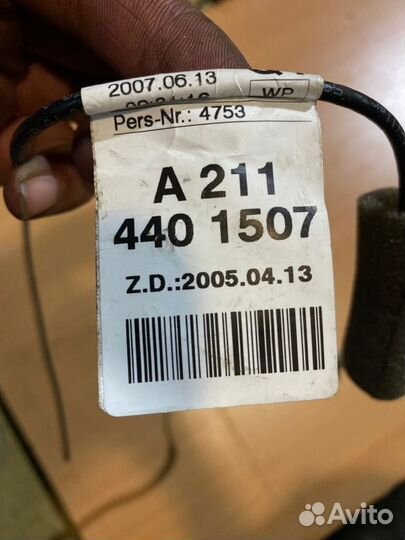 2007.06.13
WP
Pers-Nr.: 4753
A 211
440 1507
Z.D.:2005.04.13
Avito